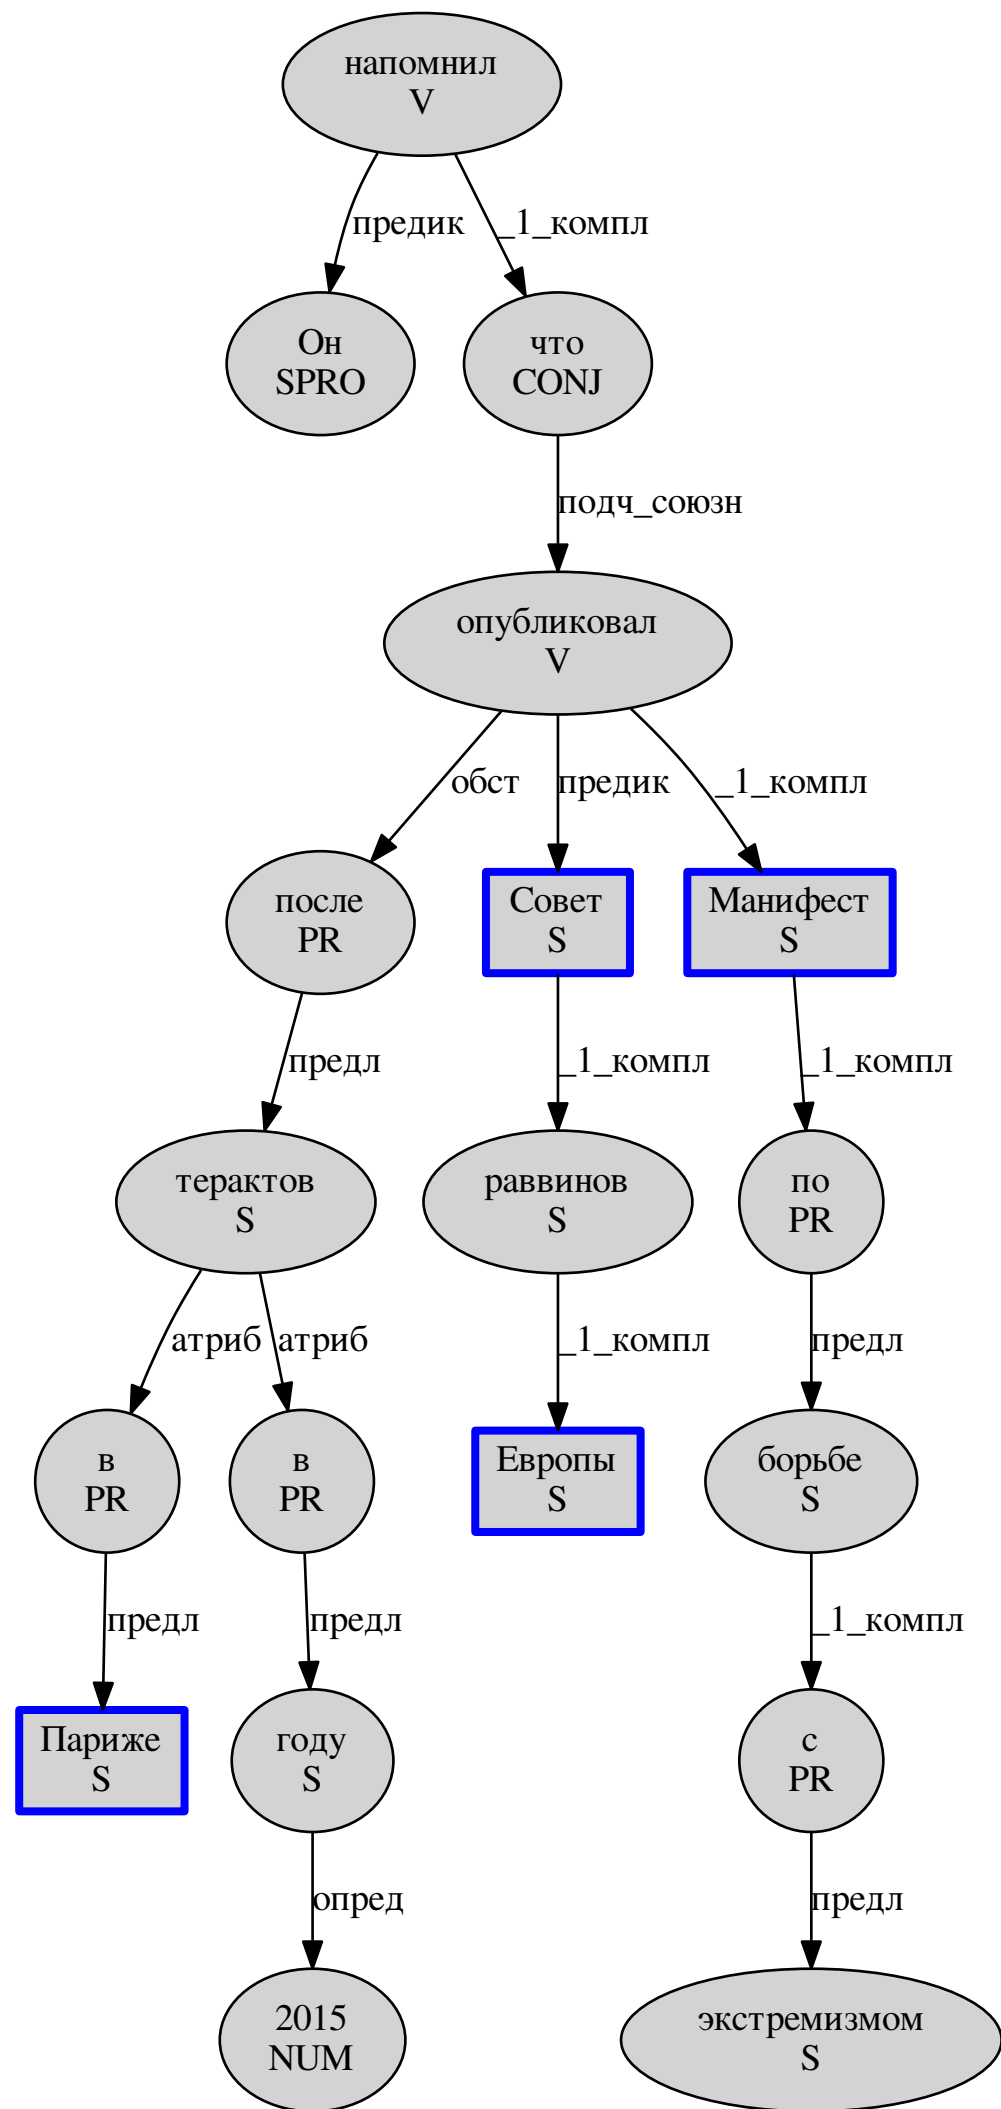 напомнил
V
предик
_1_компл
Он
SPRO
что
CONJ
подч_союзн
опубликовал
V
обст
предик
_1_компл
после
PR
Совет
S
Манифест
S
предл
_1_компл
_1_компл
терактов
S
раввинов
S
по
PR
атриб
атриб
_1_компл
предл
в
PR
в
PR
Европы
S
борьбе
S
предл
предл
_1_компл
Париже
S
году
S
с
PR
опред
предл
2015
NUM
экстремизмом
S